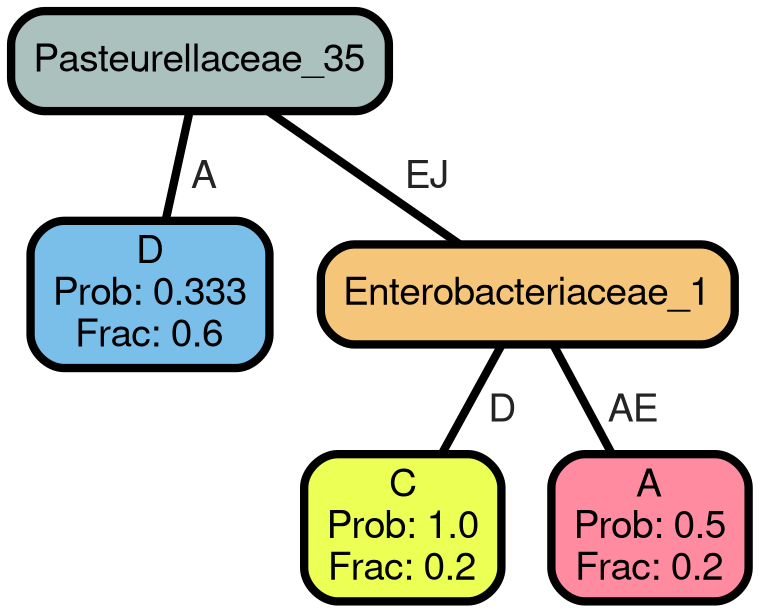 Pasteurellaceae_35
A
EJ
D
Prob: 0.333
Frac: 0.6
Enterobacteriaceae_1
D
AE
C
Prob: 1.0
Frac: 0.2
A
Prob: 0.5
Frac: 0.2